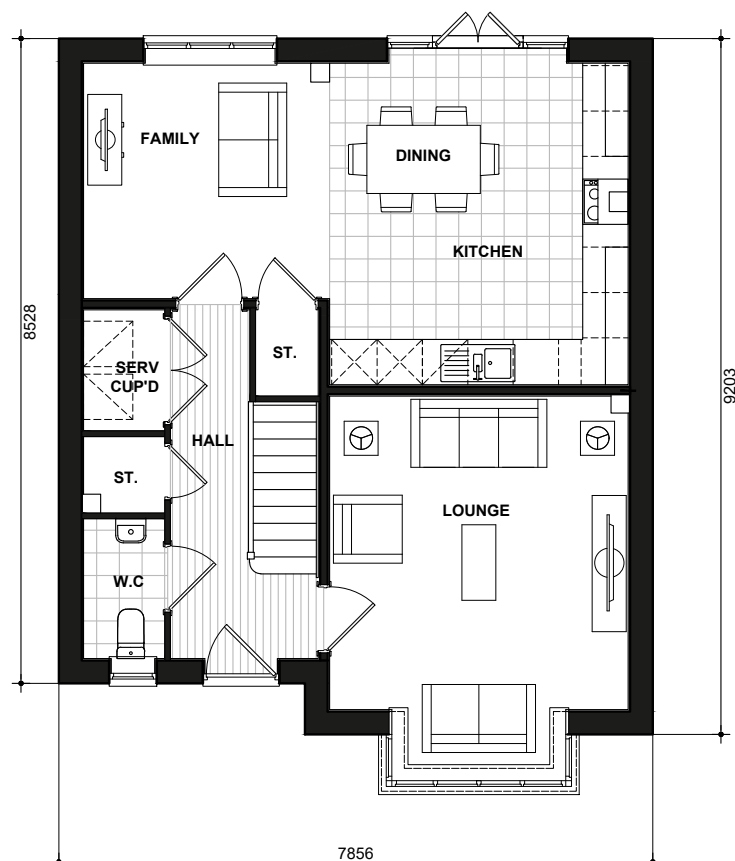 FAMILY
DINING
KITCHEN
8528
ST.
SERV
CUP'D
9203
HALL
ST.
LOUNGE
W.C
7856